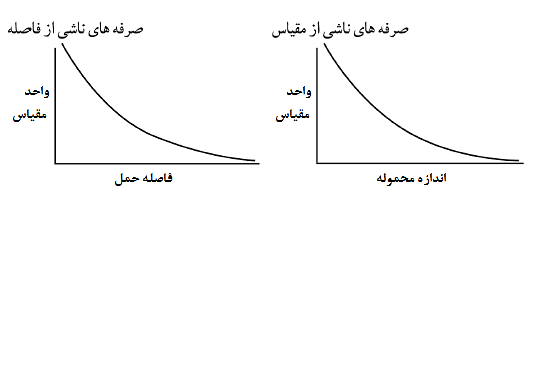 صرفه های ناشی از مقیاس
واحد
مقیاس
اندازه محموله
صرفه های ناشی از فاصله
واحد
مقیاس
فاصله حمل